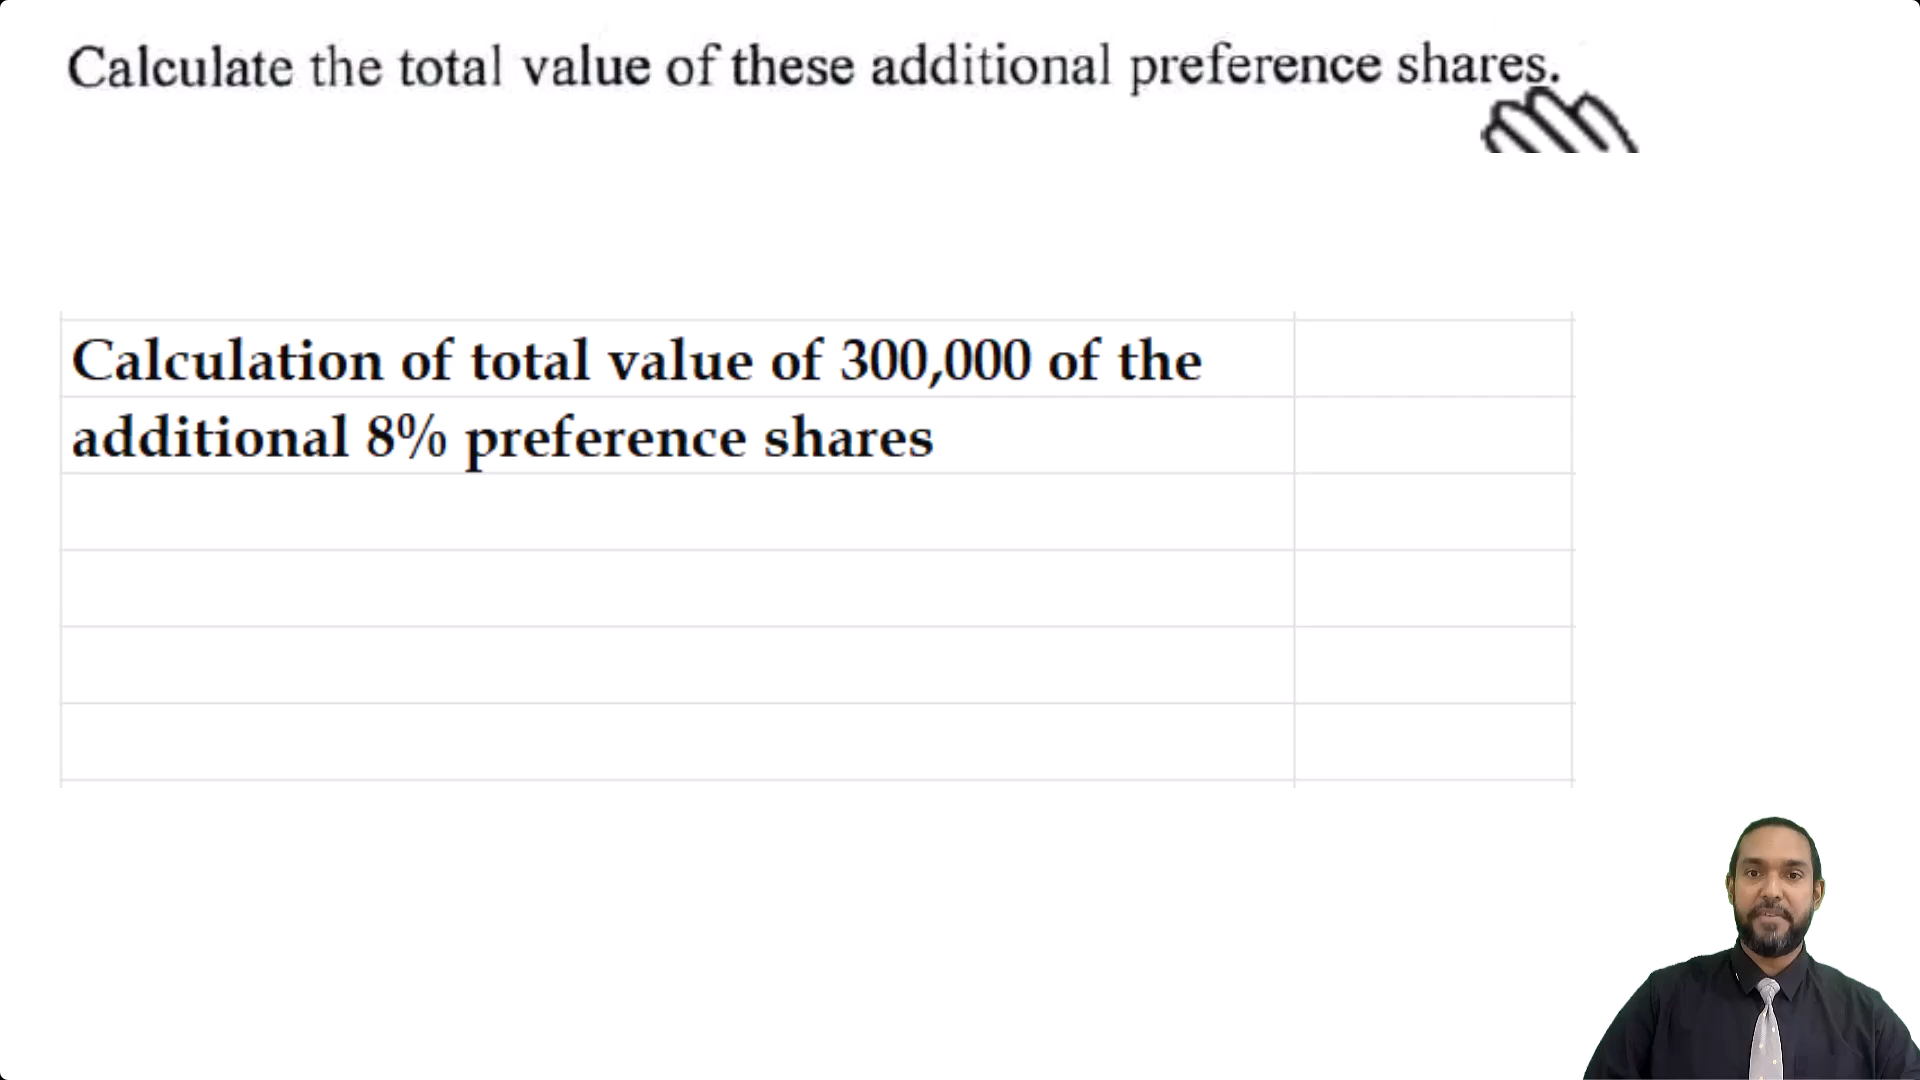 Calculate the total value of these additional preference shares.
Calculation of total value of 300,000 of the
additional 8% preference shares